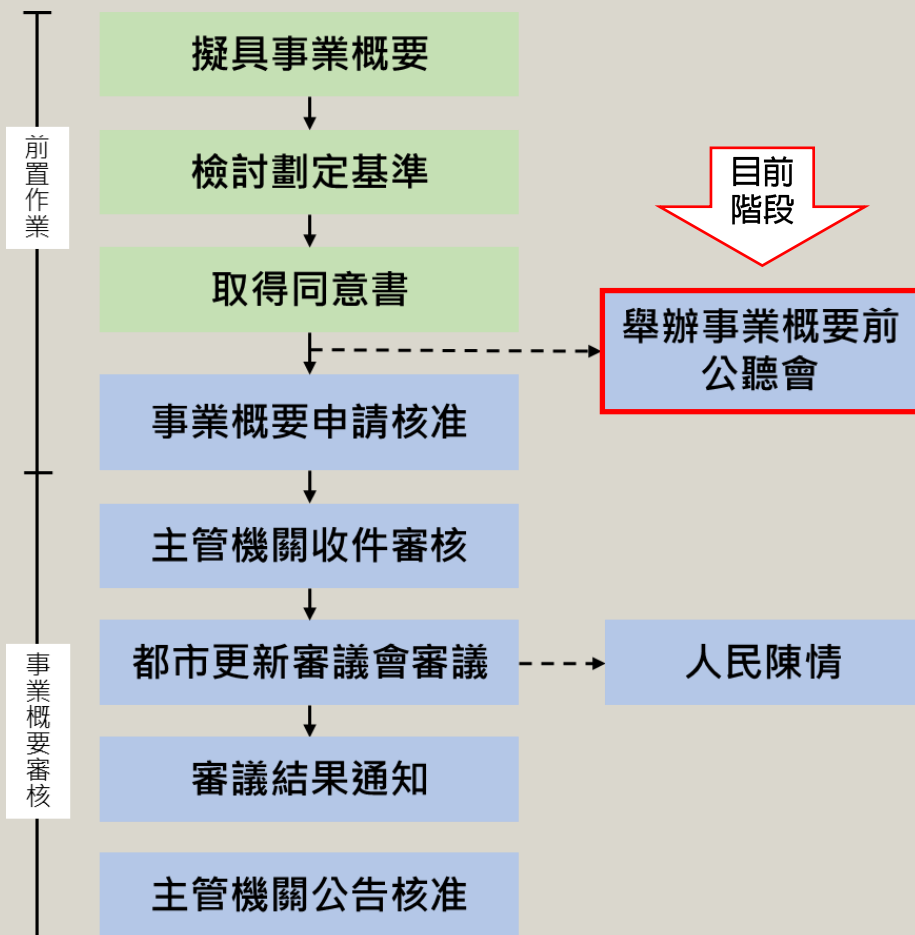 擬具事業概要
前置作業
檢討劃定基準
目前
階段
取得同意書
舉辦事業概要前
公聽會
事業概要申請核准
主管機關收件審核
事業概要審核
都市更新審議會審議
人民陳情
審議結果通知
主管機關公告核准